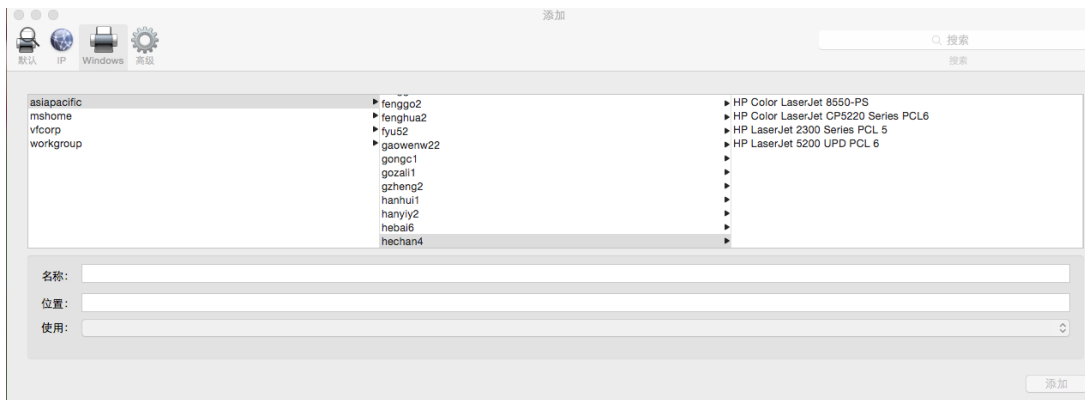 添加
默认
IP
Windows
高级
搜索
搜索
asiapacific
mshome
vfcorp
workgroup
fenggo2
fenghua2
fyu52
gaowenw22
gongc1
gozali1
gzheng2
hanhui1
hanyiy2
hebai6
hechan4
HP Color LaserJet 8550-PS
HP Color LaserJet CP5220 Series PCL6
HP LaserJet 2300 Series PCL 5
HP LaserJet 5200 UPD PCL 6
名称:
位置:
使用:
添加